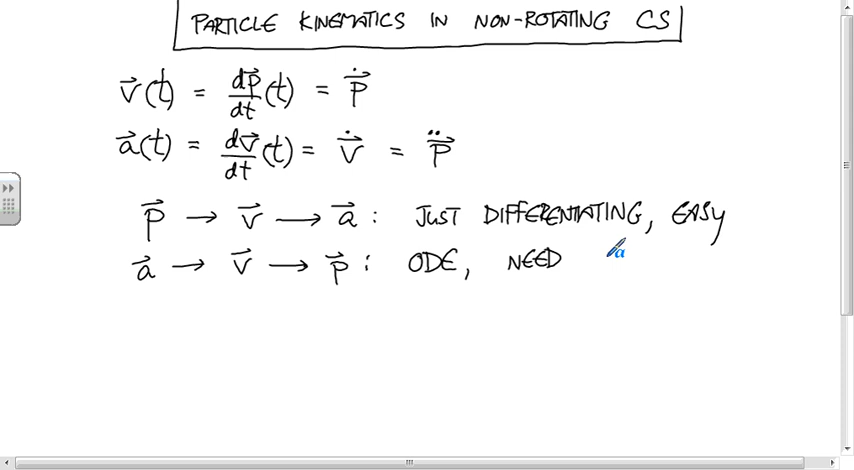 PARTICLE KINEMATICS IN NON-ROTATING CS
v⃗(t) = dp⃗/dt (t) = ṗ⃗
a⃗(t) = dv⃗/dt (t) = v̇⃗ = p̈⃗
p⃗ → v⃗ → a⃗ : JUST DIFFERENTIATING, EASY
a⃗ → v⃗ → p⃗ : ODE, NEED